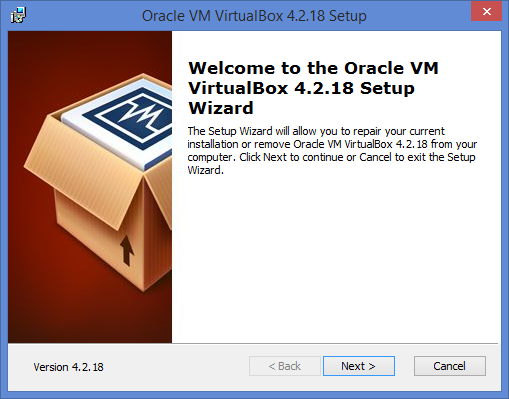 Oracle VM VirtualBox 4.2.18 Setup
Welcome to the Oracle VM
VirtualBox 4.2.18 Setup
Wizard
The Setup Wizard will allow you to repair your current
installation or remove Oracle VM VirtualBox 4.2.18 from your
computer. Click Next to continue or Cancel to exit the Setup
Wizard.
Version 4.2.18
< Back
Next >
Cancel